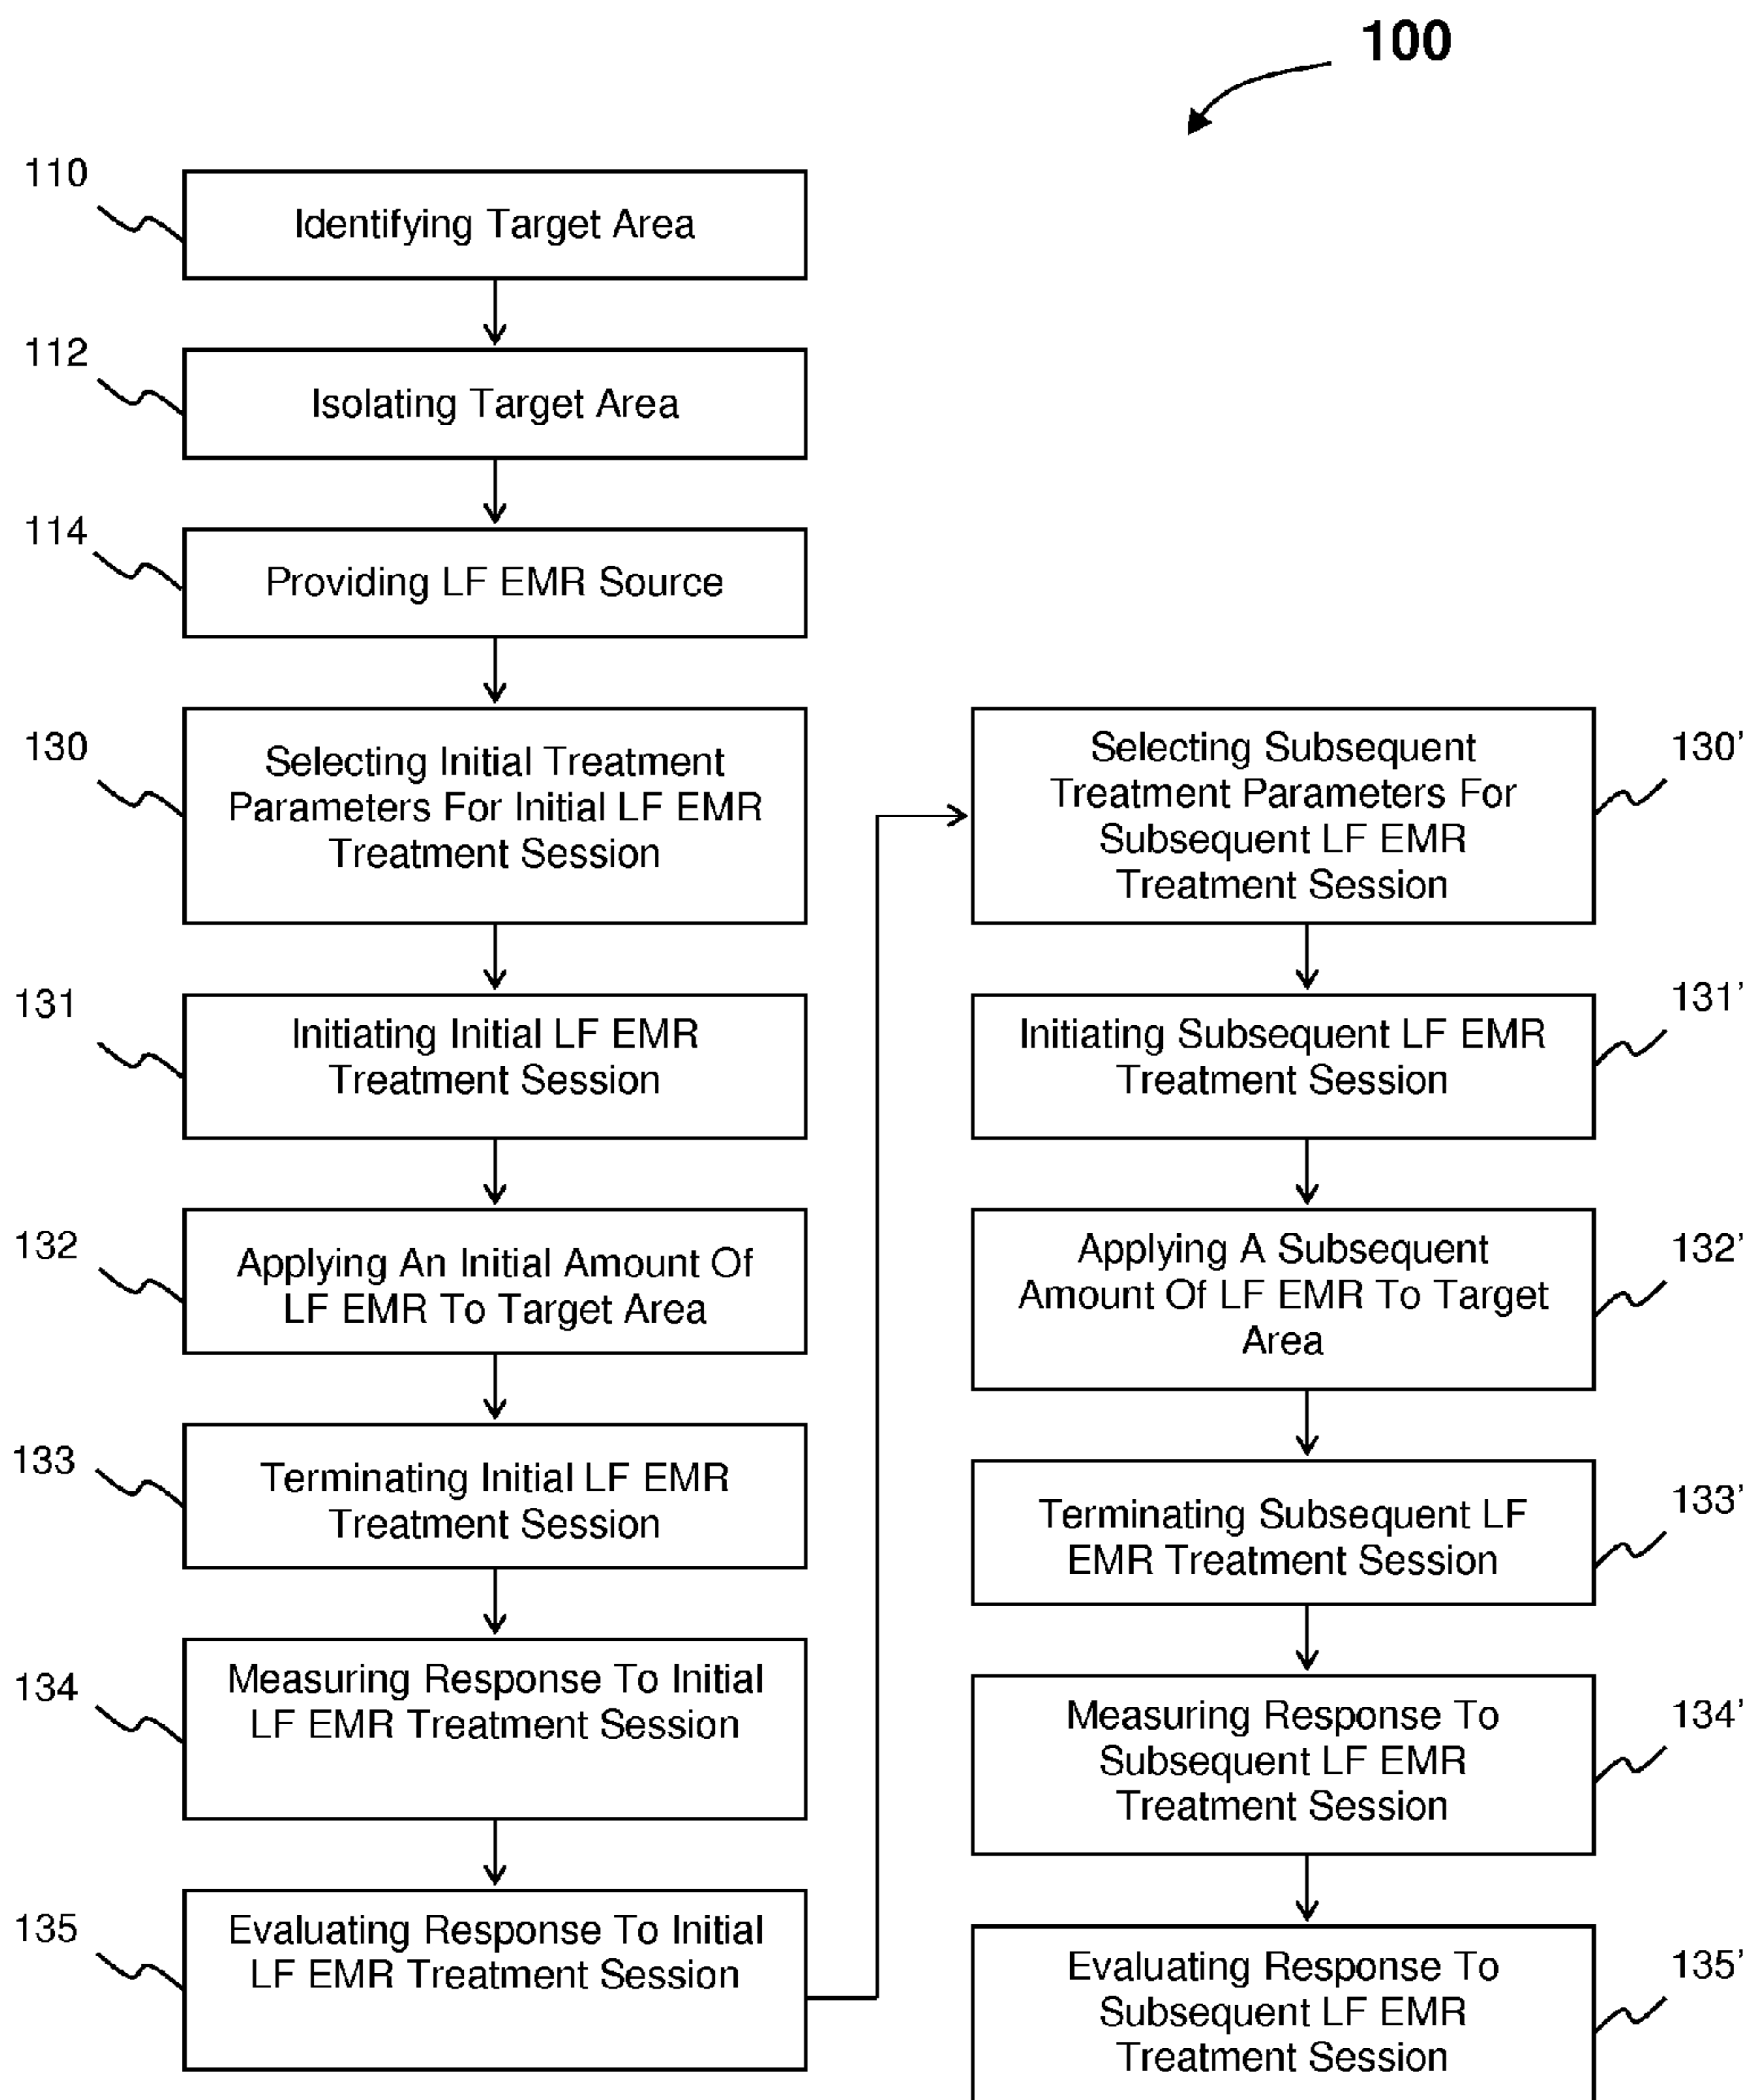 100
110
Identifying Target Area
112
Isolating Target Area
114
Providing LF EMR Source
130
Selecting Initial Treatment
Parameters For Initial LF EMR
Treatment Session
131
Initiating Initial LF EMR
Treatment Session
132
Applying An Initial Amount Of
LF EMR To Target Area
133
Terminating Initial LF EMR
Treatment Session
134
Measuring Response To Initial
LF EMR Treatment Session
135
Evaluating Response To Initial
LF EMR Treatment Session
Selecting Subsequent
Treatment Parameters For
Subsequent LF EMR
Treatment Session
130'
Initiating Subsequent LF EMR
Treatment Session
131'
Applying A Subsequent
Amount Of LF EMR To Target
Area
132'
Terminating Subsequent LF
EMR Treatment Session
133'
Measuring Response To
Subsequent LF EMR
Treatment Session
134'
Evaluating Response To
Subsequent LF EMR
Treatment Session
135'